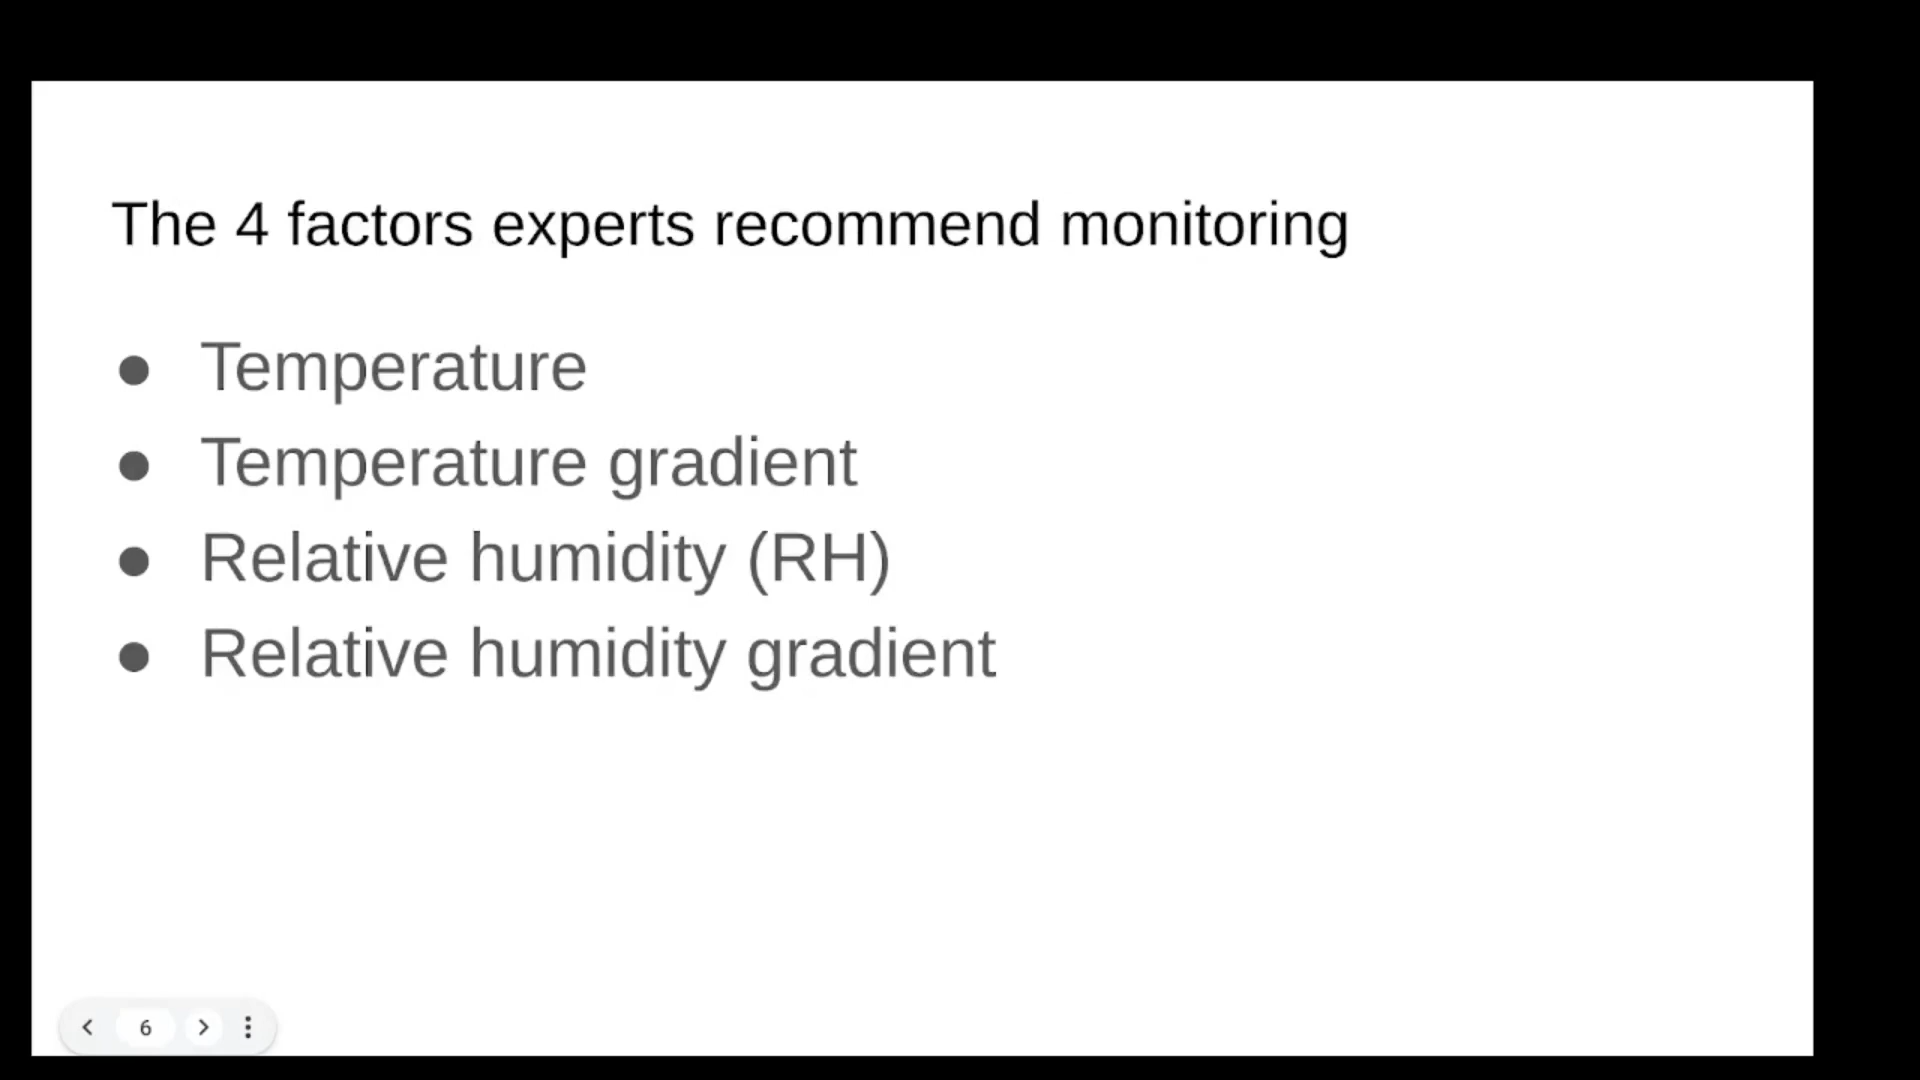 The 4 factors experts recommend monitoring
● Temperature
● Temperature gradient
● Relative humidity (RH)
● Relative humidity gradient
6